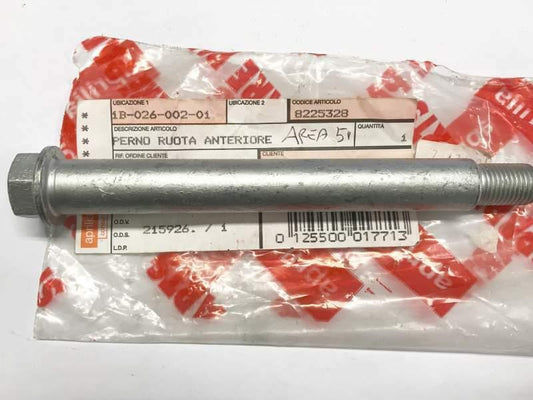 UBICAZIONE 1 UBICAZIONE 2 CODICE ARTICOLO
1B-026-002-01 8225328
DESCRIZIONE ARTICOLO QUANTITA
PERNO RUOTA ANTERIORE AREA 51 1
RIF. ORDINE CLIENTE CLIENTE
O.D.V.
O.D.S. 215926. / 1
L.D.P.
0 125500 017713
aprilia